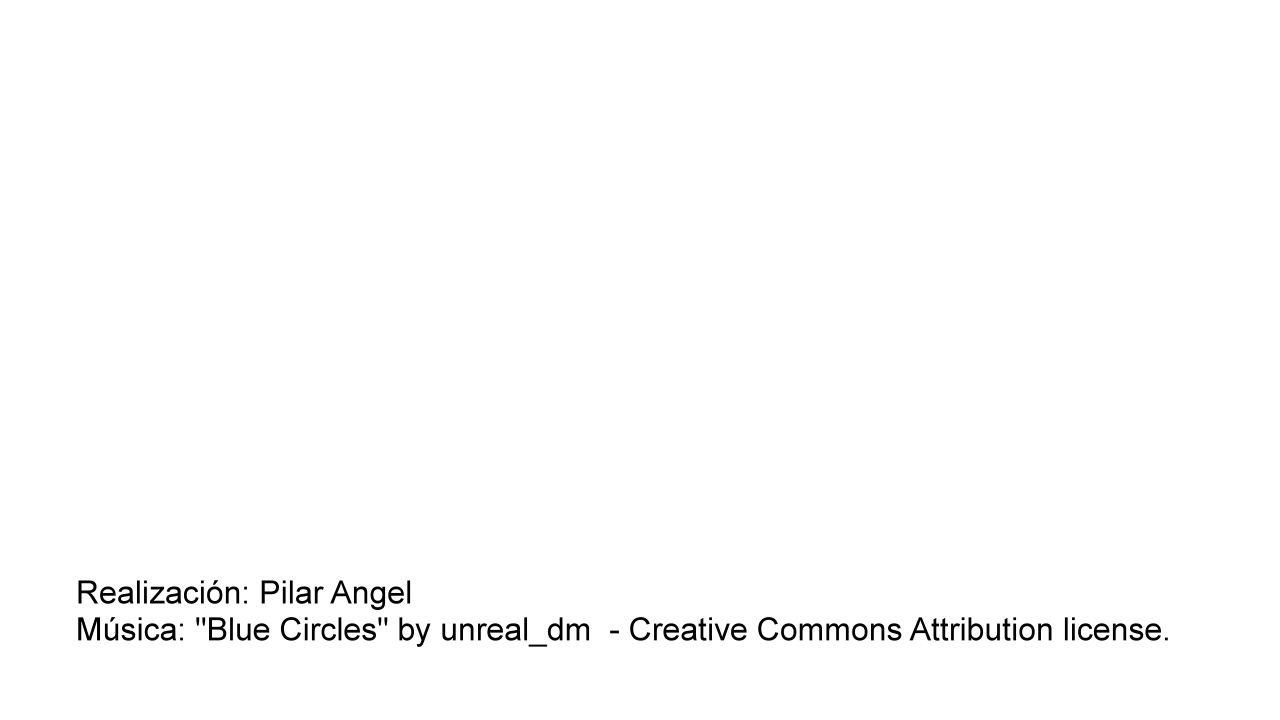 Realización: Pilar Angel
Música: "Blue Circles" by unreal_dm  - Creative Commons Attribution license.